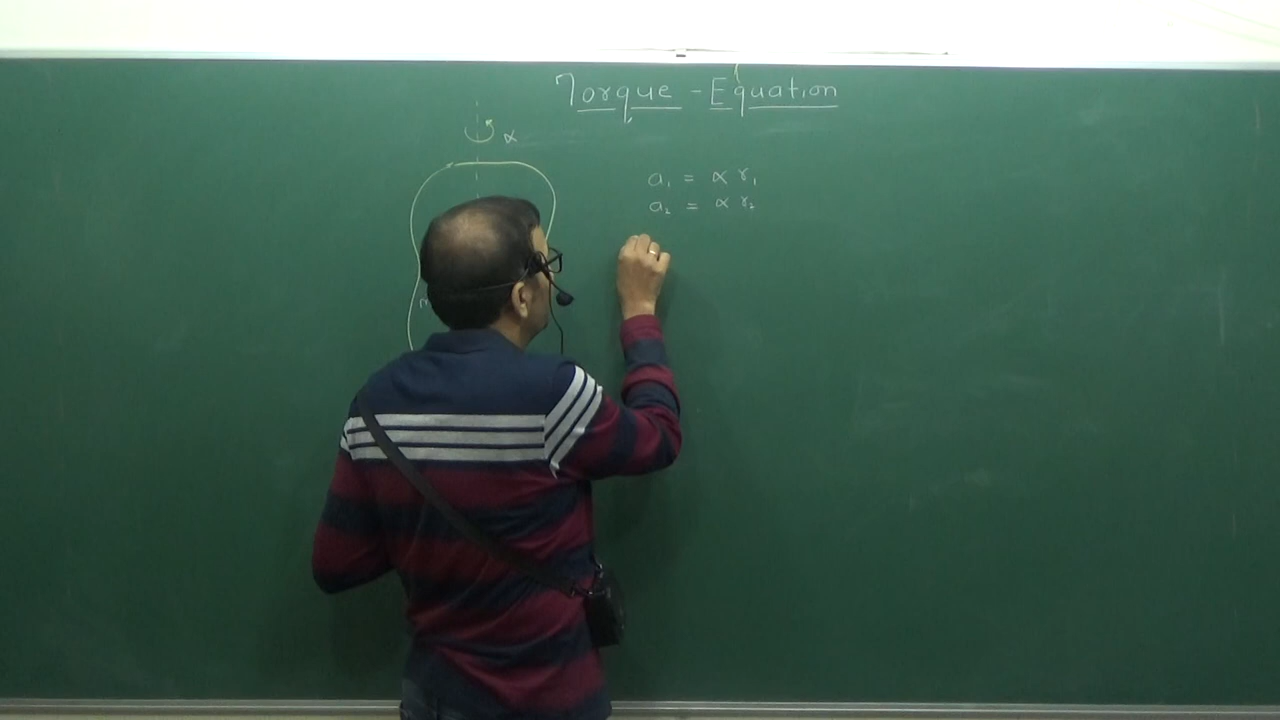 Torque - Equation
α
a₁ = α r₁
a₂ = α r₂